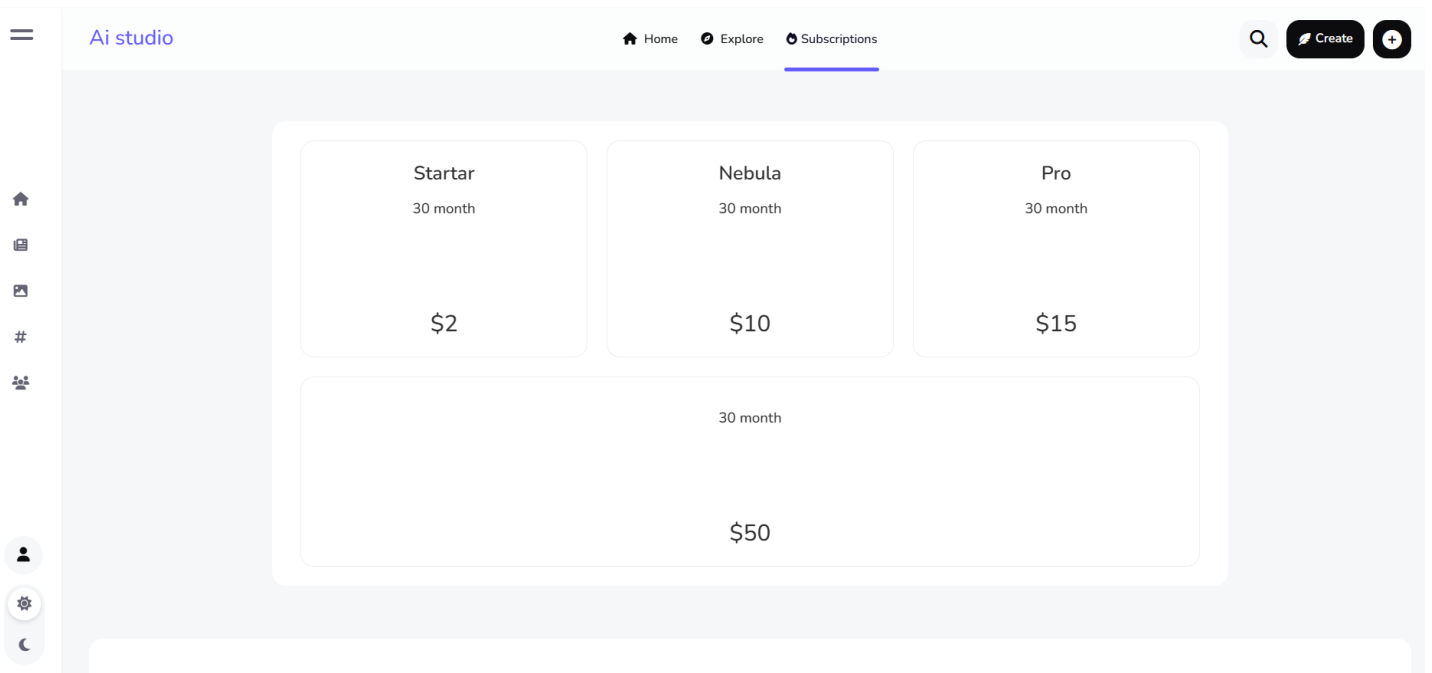 Ai studio
Home
Explore
Subscriptions
Create
Startar
30 month
$2
Nebula
30 month
$10
Pro
30 month
$15
30 month
$50